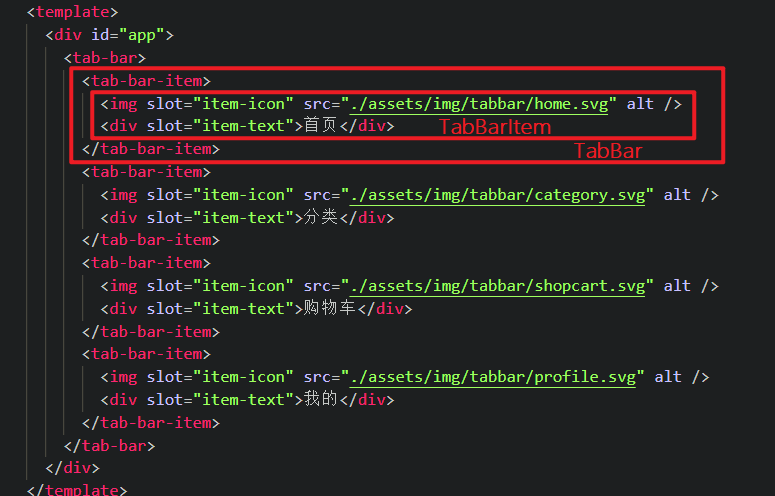 <template>
<div id="app">
<tab-bar>
<tab-bar-item>
<img slot="item-icon" src="./assets/img/tabbar/home.svg" alt />
<div slot="item-text">首页</div> TabBarItem
</tab-bar-item> TabBar
<tab-bar-item>
<img slot="item-icon" src="./assets/img/tabbar/category.svg" alt />
<div slot="item-text">分类</div>
</tab-bar-item>
<tab-bar-item>
<img slot="item-icon" src="./assets/img/tabbar/shopcart.svg" alt />
<div slot="item-text">购物车</div>
</tab-bar-item>
<tab-bar-item>
<img slot="item-icon" src="./assets/img/tabbar/profile.svg" alt />
<div slot="item-text">我的</div>
</tab-bar-item>
</tab-bar>
</div>
</template>